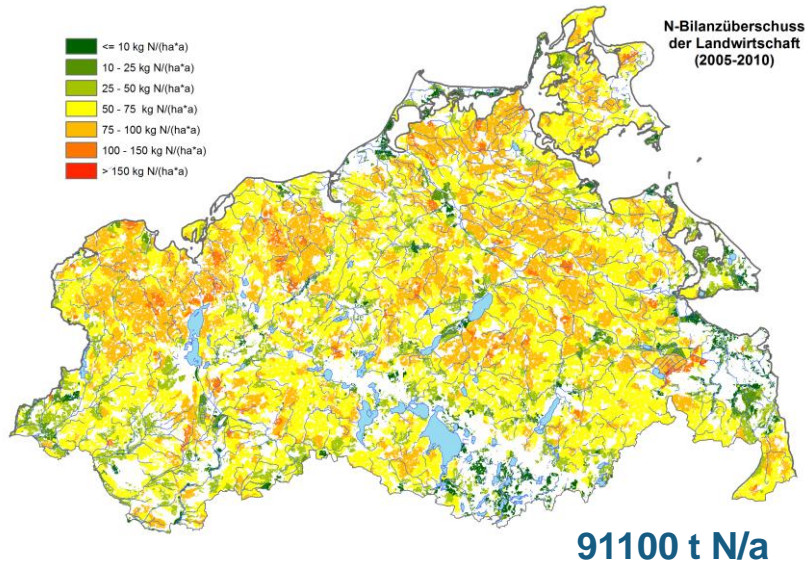 N-Bilanzüberschuss
der Landwirtschaft
(2005-2010)
<= 10 kg N/(ha*a)
10 - 25 kg N/(ha*a)
25 - 50 kg N/(ha*a)
50 - 75 kg N/(ha*a)
75 - 100 kg N/(ha*a)
100 - 150 kg N/(ha*a)
> 150 kg N/(ha*a)
91100 t N/a